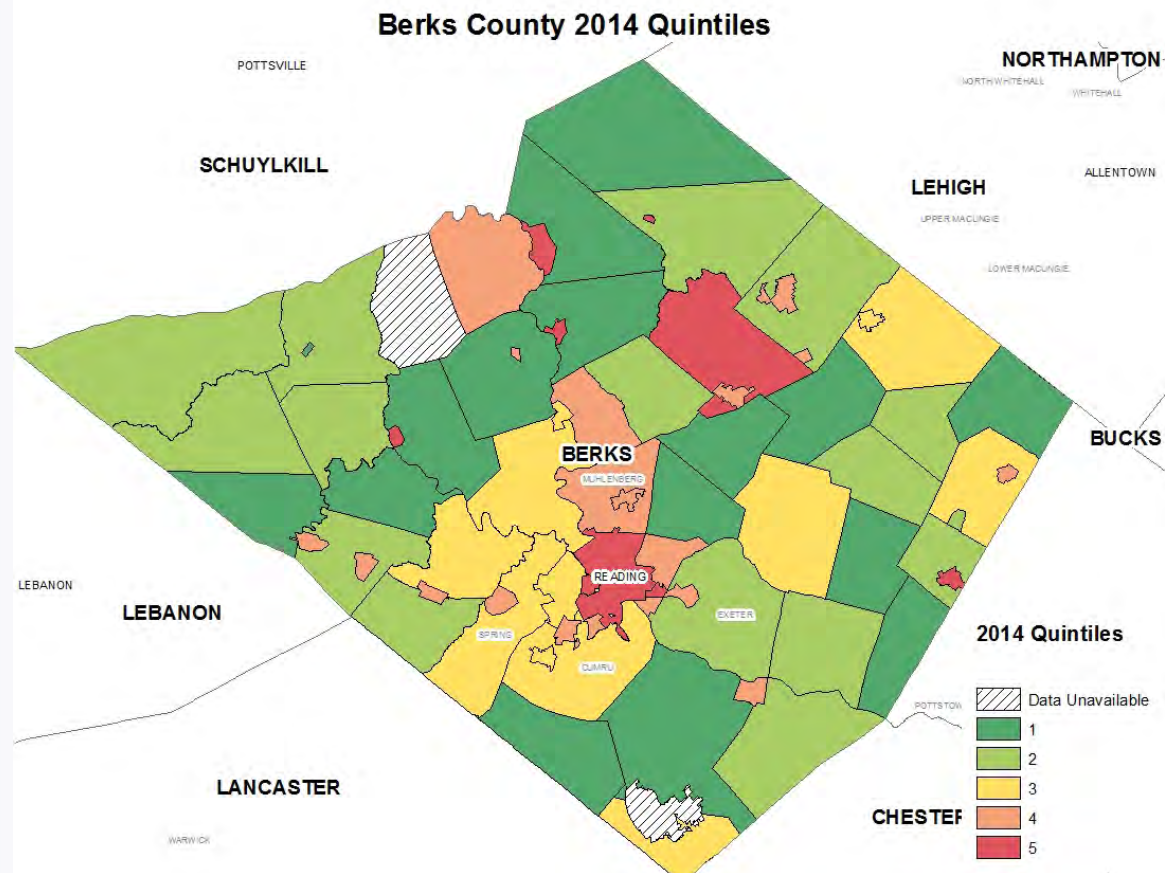 Berks County 2014 Quintiles
POTTSVILLE
NORTHAMPTON
NORTH WHITEHALL
WHITEHALL
SCHUYLKILL
LEHIGH
ALLENTOWN
UPPER MACUNGIE
LOWER MACUNGIE
BUCKS
BERKS
MUHLENBERG
READING
LEBANON
LEBANON
EXETER
SPRING
CUMRU
2014 Quintiles
Data Unavailable
POTTSTOW
1
2
LANCASTER
3
CHESTER
4
WARWICK
5